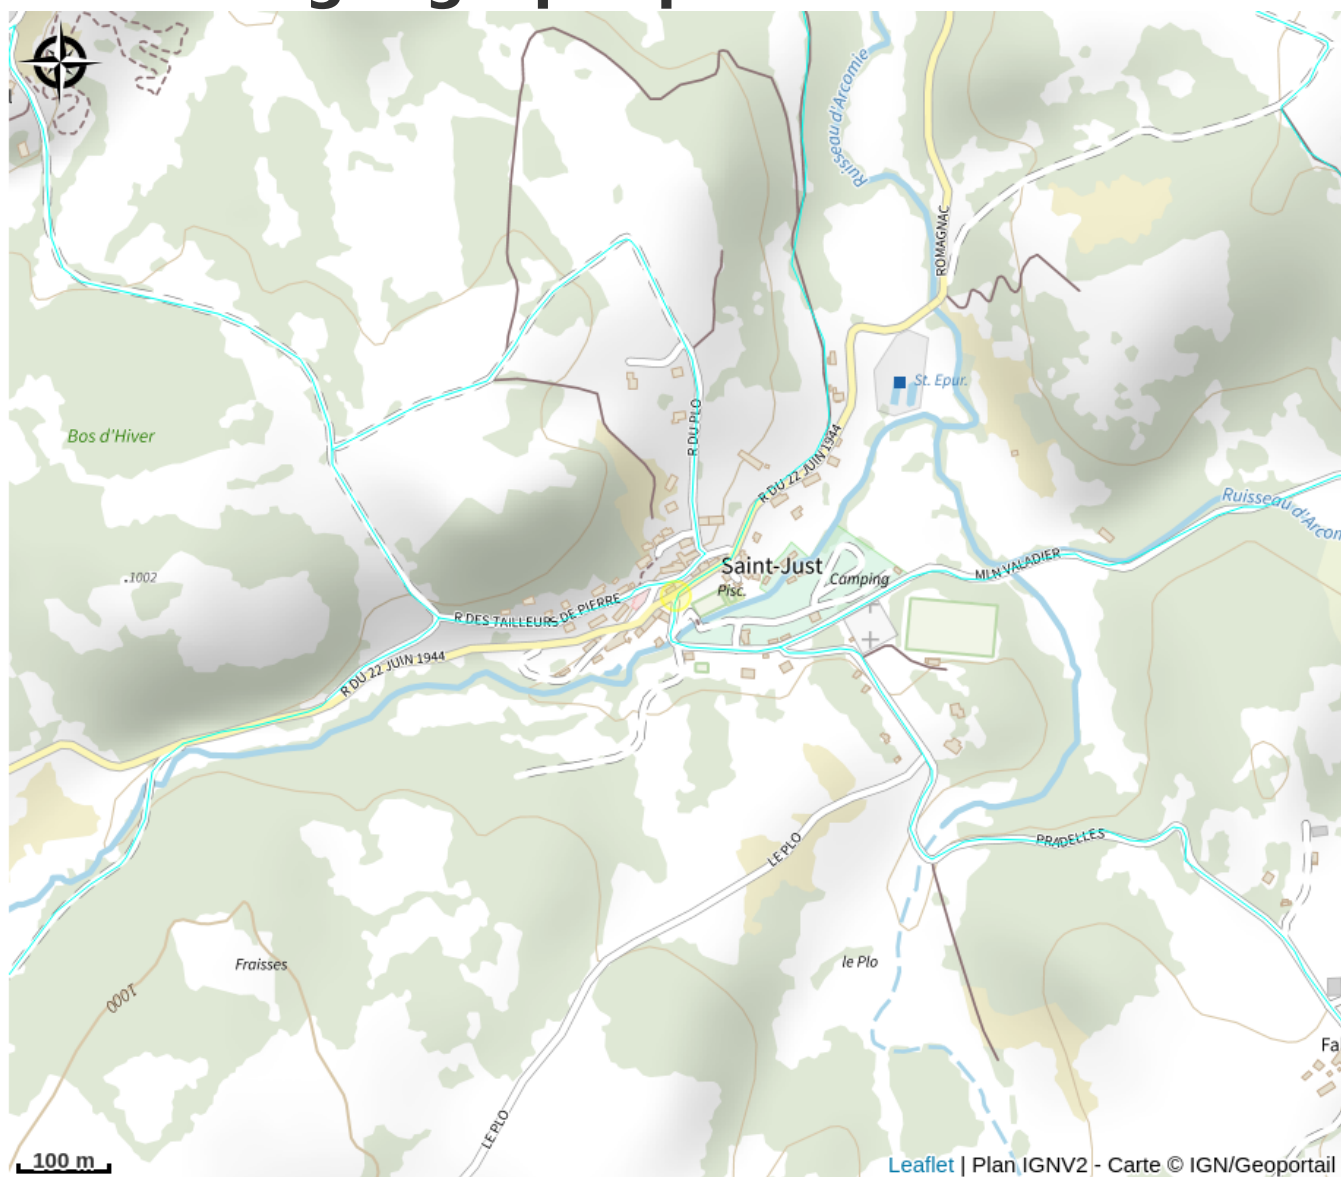 Ruisseau d'Arcomie
ROMAGNAC
St. Epur.
R DU PLO
Bos d'Hiver
R DU 22 JUIN 1944
Ruisseau d'Arcom
MLN VALADIER
Saint-Just
Camping
Pisc.
.1002
R DES TAILLEURS DE PIERRE
R DU 22 JUIN 1944
PRADELLES
LE PLO
le Plo
Fraisses
1000
Fa
LE PLO
100 m
Leaflet | Plan IGNV2 - Carte © IGN/Geoportail